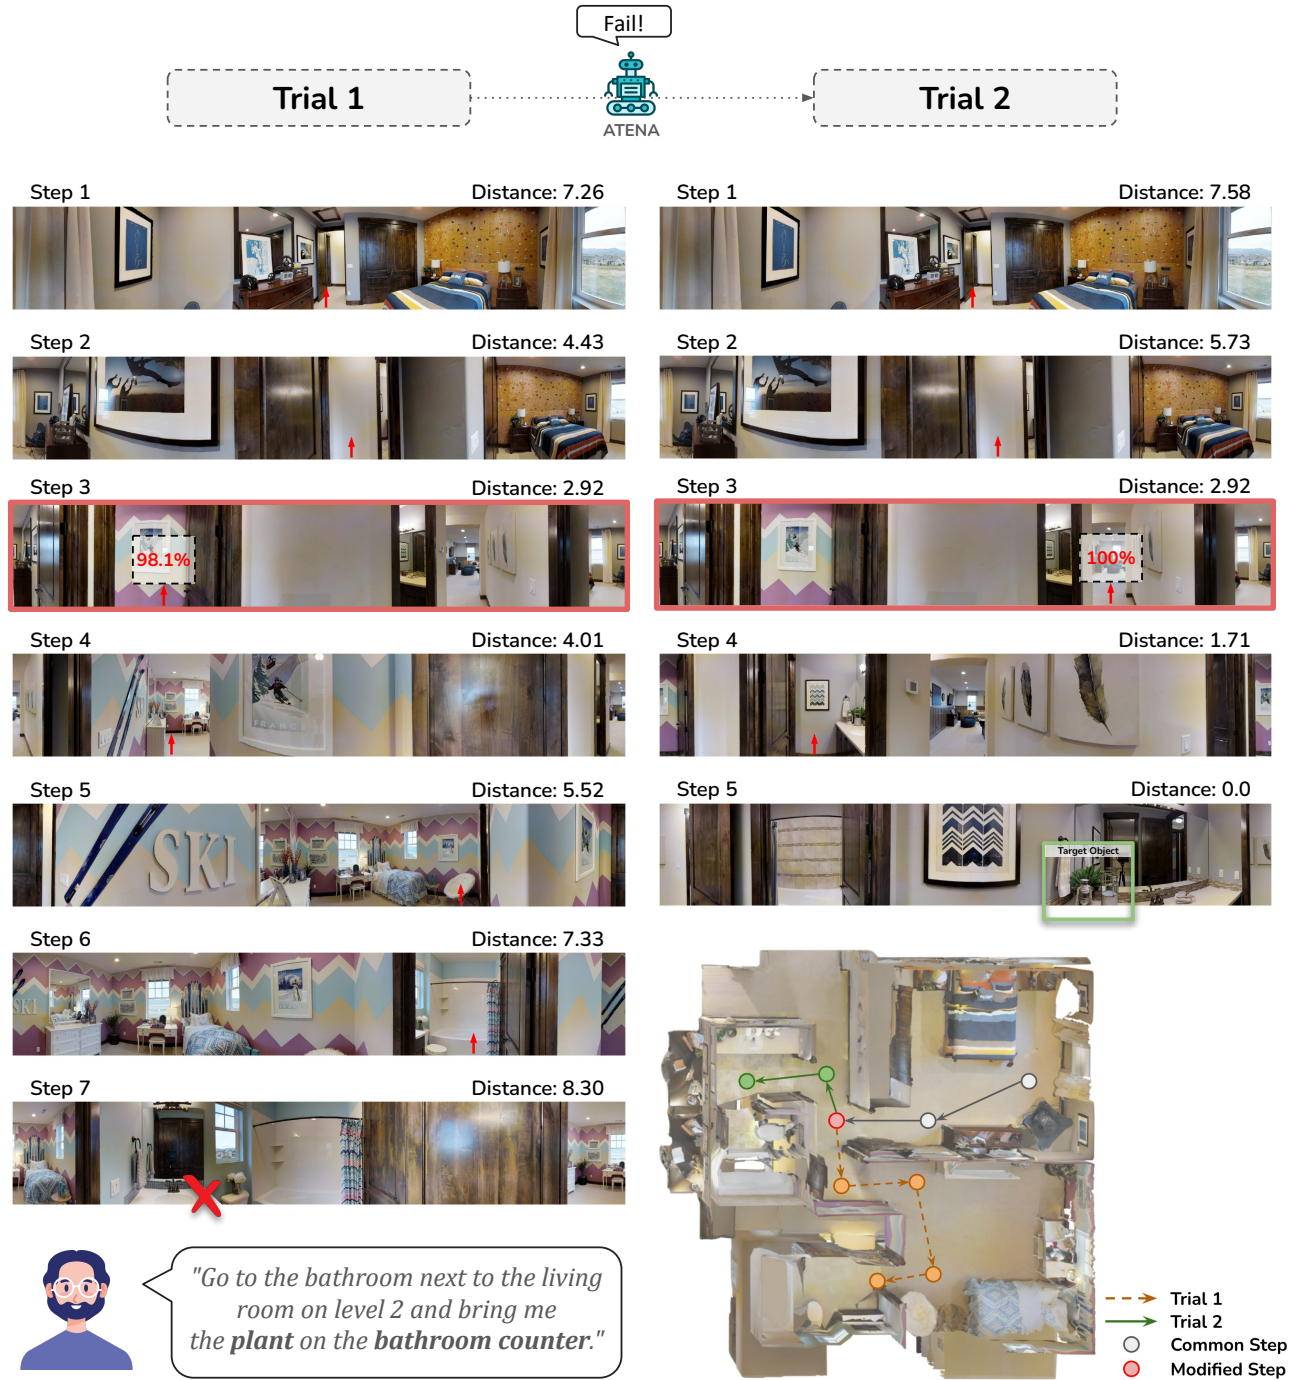 Fail!
Trial 1
Trial 2
ATENA
Step 1
Distance: 7.26
Step 2
Distance: 4.43
Step 3
Distance: 2.92
98.1%
Step 4
Distance: 4.01
FRANCE
Step 5
Distance: 5.52
SKI
Step 6
Distance: 7.33
SKI
Step 7
Distance: 8.30
"Go to the bathroom next to the living
room on level 2 and bring me
the plant on the bathroom counter."
Step 1
Distance: 7.58
Step 2
Distance: 5.73
Step 3
Distance: 2.92
100%
Step 4
Distance: 1.71
Step 5
Distance: 0.0
Target Object
Trial 1
Trial 2
Common Step
Modified Step